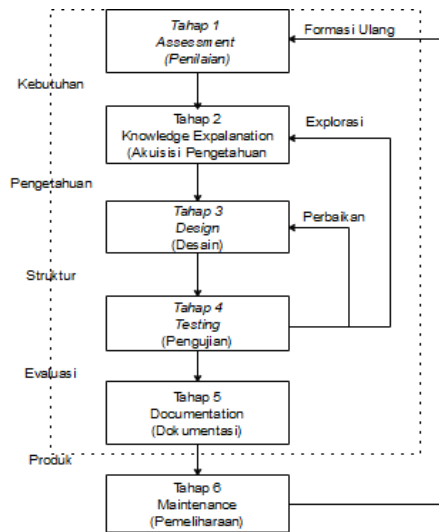 Tahap 1
Assessment
(Penilaian)
Formasi Ulang
Kebutuhan
Tahap 2
Knowledge Expalanation
(Akuisisi Pengetahuan
Explorasi
Pengetahuan
Tahap 3
Design
(Desain)
Perbaikan
Struktur
Tahap 4
Testing
(Pengujian)
Evaluasi
Tahap 5
Documentation
(Dokumentasi)
Produk
Tahap 6
Maintenance
(Pemeliharaan)